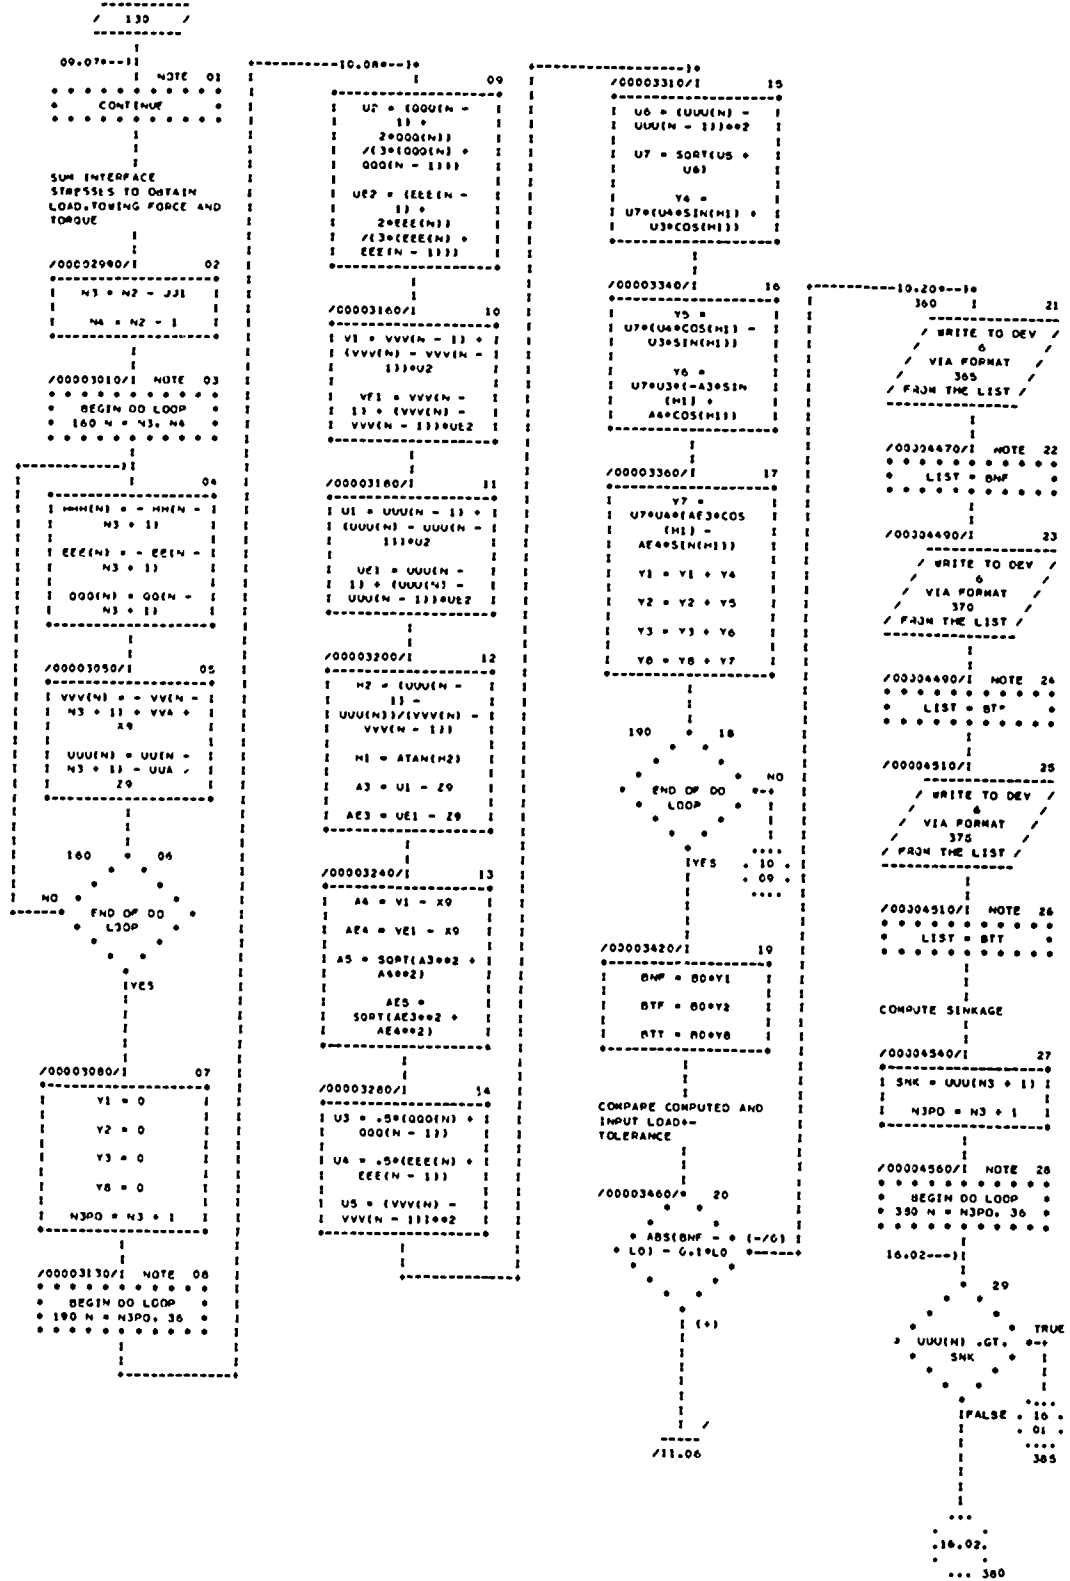 130
09.07*-->
NOTE 01
CONTINUE
SUM INTERFACE
STRESSES TO OBTAIN
LOAD,TOWING FORCE AND
TORQUE
/00002990/I 02
N3 = N2 - JJ1
N4 = N2 - 1
/00003010/I NOTE 03
BEGIN DO LOOP
160 N = N3, N4
04
HHH(N) = - HH(N -
N3 + 1)
EEE(N) = - EE(N -
N3 + 1)
QQQ(N) = QQ(N -
N3 + 1)
/00003050/I 05
VVV(N) = - VV(N -
N3 + 1) + VVA +
X9
UUU(N) = UU(N -
N3 + 1) - UUA /
Z9
160 06
NO
END OF DO
LOOP
YES
/00003080/I 07
Y1 = 0
Y2 = 0
Y3 = 0
Y8 = 0
N3PO = N3 + 1
/00003130/I NOTE 08
BEGIN DO LOOP
190 N = N3PO, 36
10.08*-->
09
U2 = (QQQ(N -
1) +
2*QQQ(N))
/(3*(QQQ(N) +
QQQ(N - 1)))
UE2 = (EEE(N -
1) +
2*EEE(N))
/(3*(EEE(N) +
EEE(N - 1)))
/00003160/I 10
V1 = VVV(N - 1) +
(VVV(N) - VVV(N -
1))*U2
VE1 = VVV(N -
1) + (VVV(N) -
VVV(N - 1))*UE2
/00003180/I 11
U1 = UUU(N - 1) +
(UUU(N) - UUU(N -
1))*U2
UE1 = UUU(N -
1) + (UUU(N) -
UUU(N - 1))*UE2
/00003200/I 12
H2 = (UUU(N -
1) -
UUU(N))/(VVV(N) -
VVV(N - 1))
H1 = ATAN(H2)
A3 = U1 - Z9
AE3 = UE1 - Z9
/00003240/I 13
A4 = V1 - X9
AE4 = VE1 - X9
A5 = SQRT(A3**2 +
A4**2)
AE5 =
SQRT(AE3**2 +
AE4**2)
/00003280/I 14
U3 = .5*(QQQ(N) +
QQQ(N - 1))
U4 = .5*(EEE(N) +
EEE(N - 1))
U5 = (VVV(N) -
VVV(N - 1))**2
/00003310/I 15
U6 = (UUU(N) -
UUU(N - 1))**2
U7 = SQRT(U5 +
U6)
Y4 =
U7*(U4*SIN(H1) +
U3*COS(H1))
/00003340/I 16
Y5 =
U7*(U4*COS(H1) -
U3*SIN(H1))
Y6 =
U7*U3*(-A3*SIN
(H1) +
A4*COS(H1))
/00003360/I 17
Y7 =
U7*U4*(AE3*COS
(H1) -
AE4*SIN(H1))
Y1 = Y1 + Y4
Y2 = Y2 + Y5
Y3 = Y3 + Y6
Y8 = Y8 + Y7
190 18
END OF DO
LOOP
NO
YES
10
09
/00003420/I 19
BNF = B0*Y1
BTF = B0*Y2
BTT = B0*Y8
COMPARE COMPUTED AND
INPUT LOAD+-
TOLERANCE
/00003460/* 20
ABS(BNF -
L0) - 0.1*L0
(-/0)
(+)
/11.06
10.20*-->
360 21
WRITE TO DEV
6
VIA FORMAT
365
FROM THE LIST
/00004470/I NOTE 22
LIST = BNF
/00004490/I 23
WRITE TO DEV
6
VIA FORMAT
370
FROM THE LIST
/00004490/I NOTE 24
LIST = BTF
/00004510/I 25
WRITE TO DEV
6
VIA FORMAT
375
FROM THE LIST
/00004510/I NOTE 26
LIST = BTT
COMPUTE SINKAGE
/00004540/I 27
SNK = UUU(N3 + 1)
N3PO = N3 + 1
/00004560/I NOTE 28
BEGIN DO LOOP
380 N = N3PO, 36
16.02-->
29
UUU(N) .GT.
SNK
TRUE
FALSE
16
01
385
16.02
380